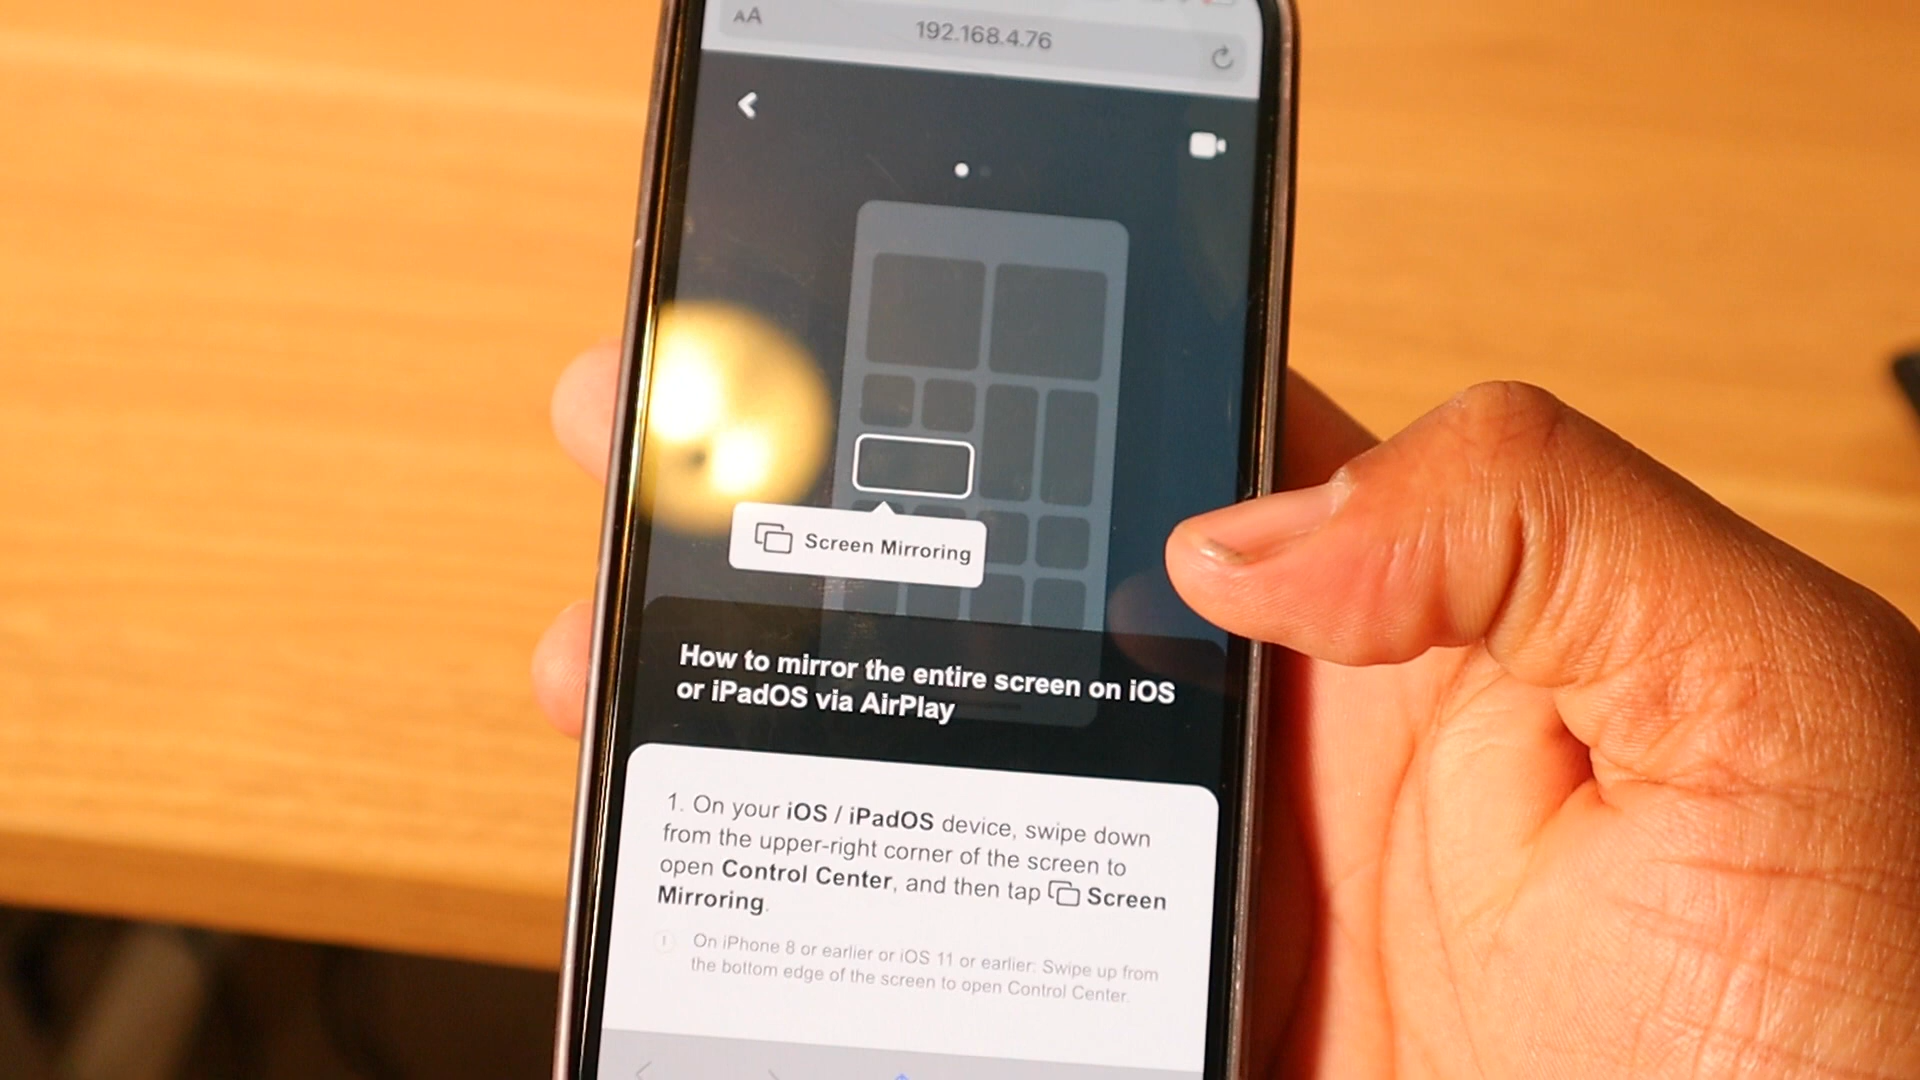 AA
192.168.4.76
Screen Mirroring
How to mirror the entire screen on iOS
or iPadOS via AirPlay
1. On your iOS / iPadOS device, swipe down
from the upper-right corner of the screen to
open Control Center, and then tap Screen
Mirroring.
! On iPhone 8 or earlier or iOS 11 or earlier: Swipe up from
the bottom edge of the screen to open Control Center.